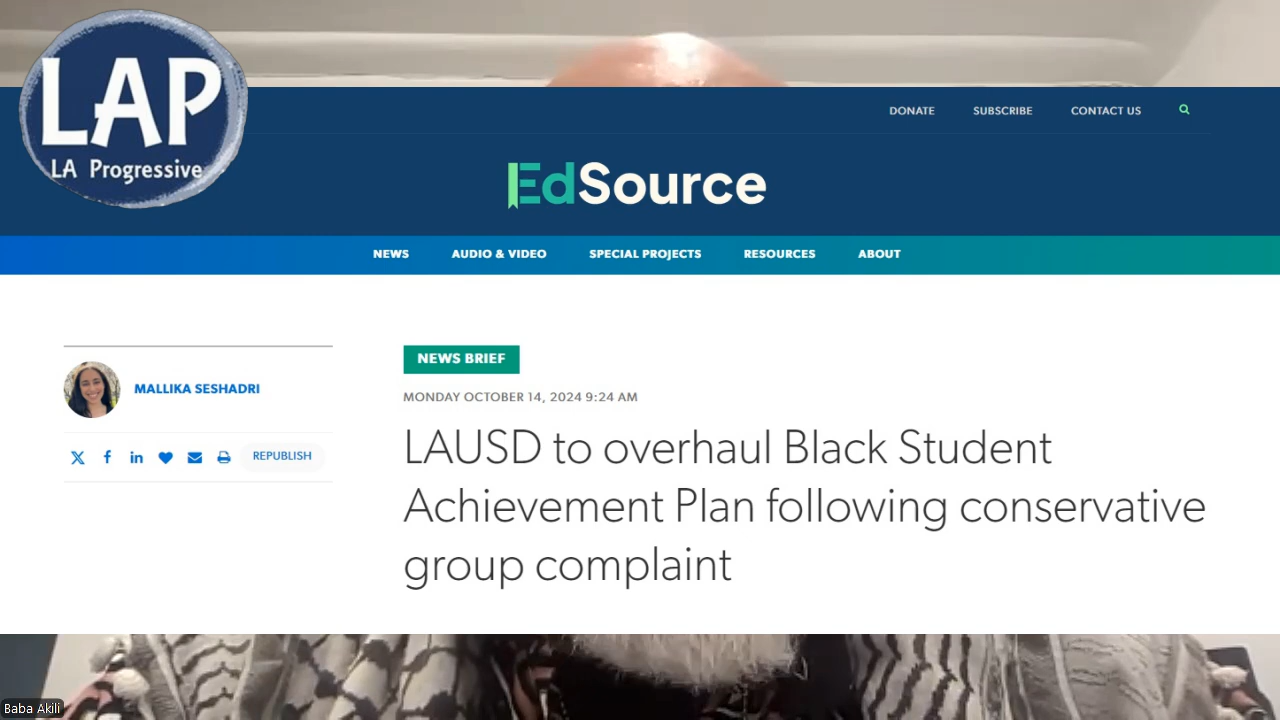 LAP
LA Progressive
DONATE
SUBSCRIBE
CONTACT US
EdSource
NEWS
AUDIO & VIDEO
SPECIAL PROJECTS
RESOURCES
ABOUT
MALLIKA SESHADRI
REPUBLISH
NEWS BRIEF
MONDAY OCTOBER 14, 2024 9:24 AM
LAUSD to overhaul Black Student
Achievement Plan following conservative
group complaint
Baba Akili